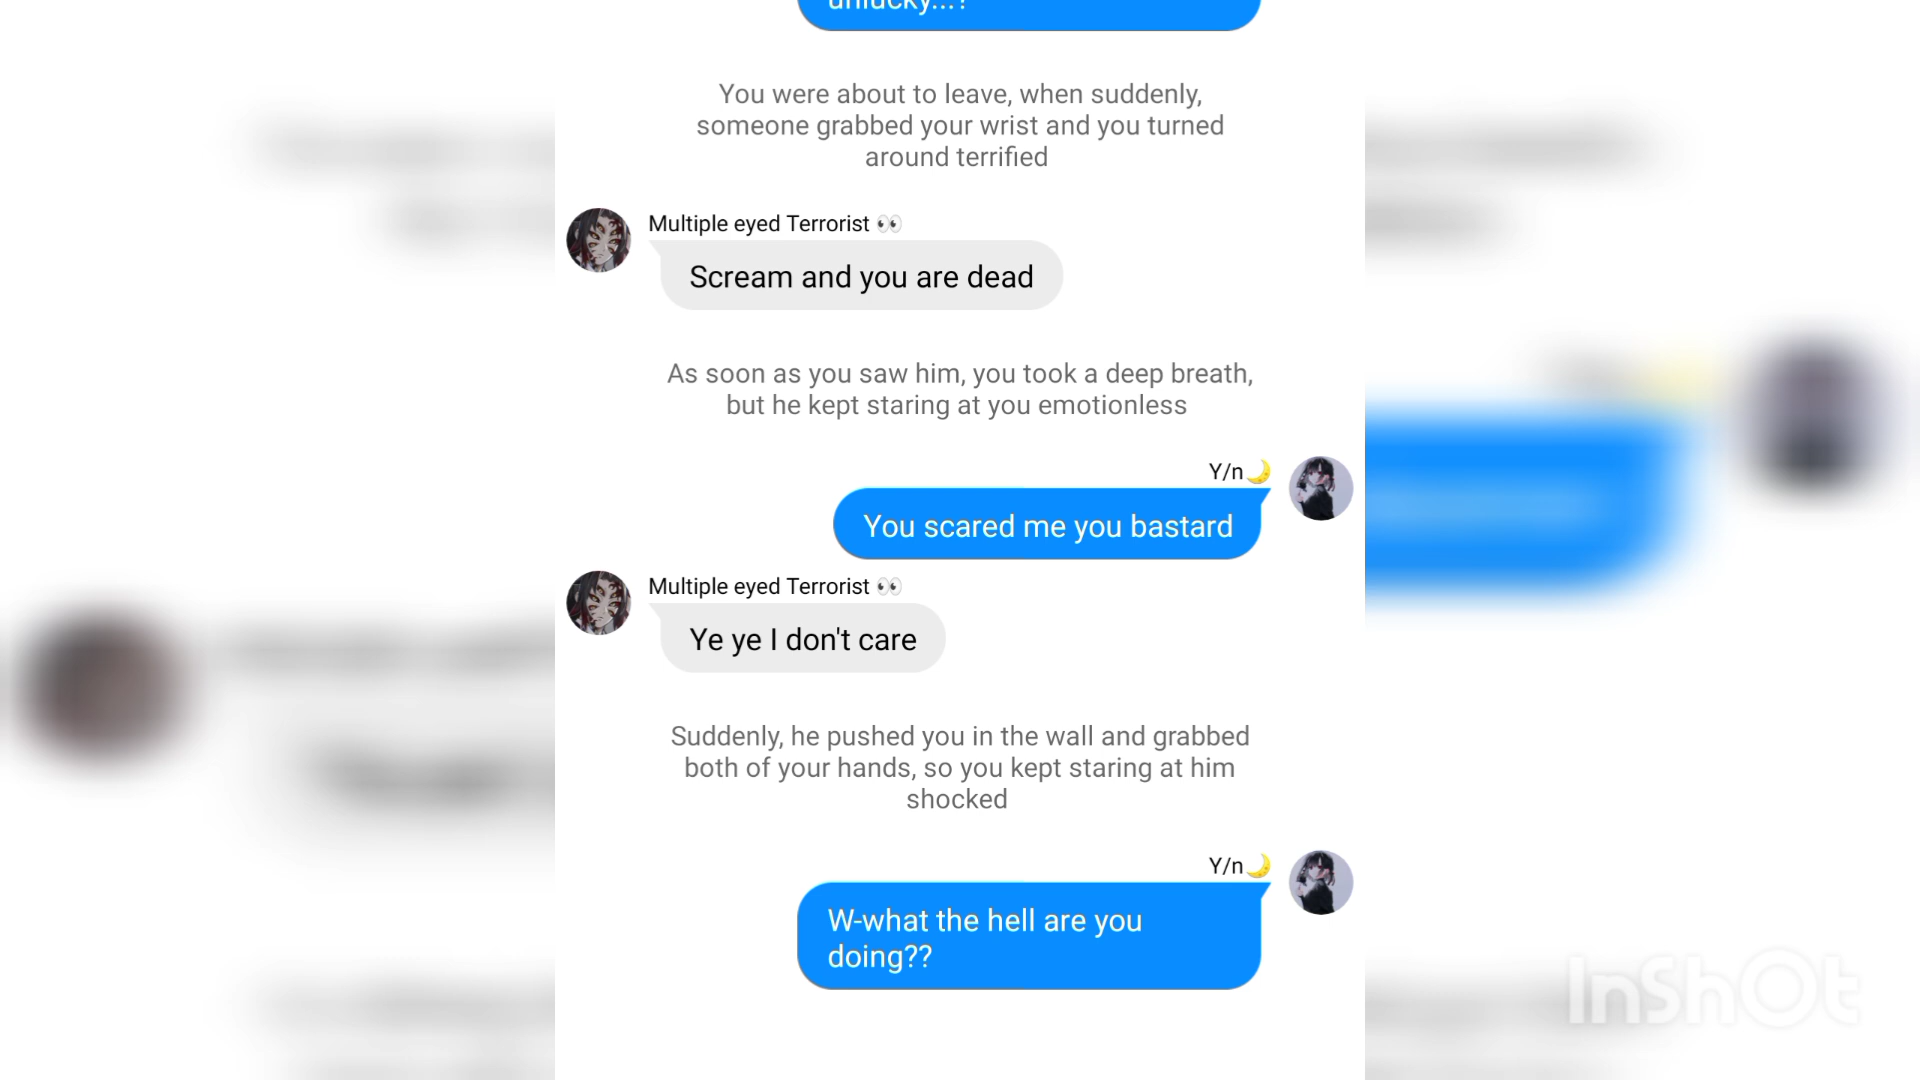 unlucky...?
You were about to leave, when suddenly,
someone grabbed your wrist and you turned
around terrified
Multiple eyed Terrorist 👀
Scream and you are dead
As soon as you saw him, you took a deep breath,
but he kept staring at you emotionless
Y/n🌙
You scared me you bastard
Multiple eyed Terrorist 👀
Ye ye I don't care
Suddenly, he pushed you in the wall and grabbed
both of your hands, so you kept staring at him
shocked
Y/n🌙
W-what the hell are you
doing??
InShOt